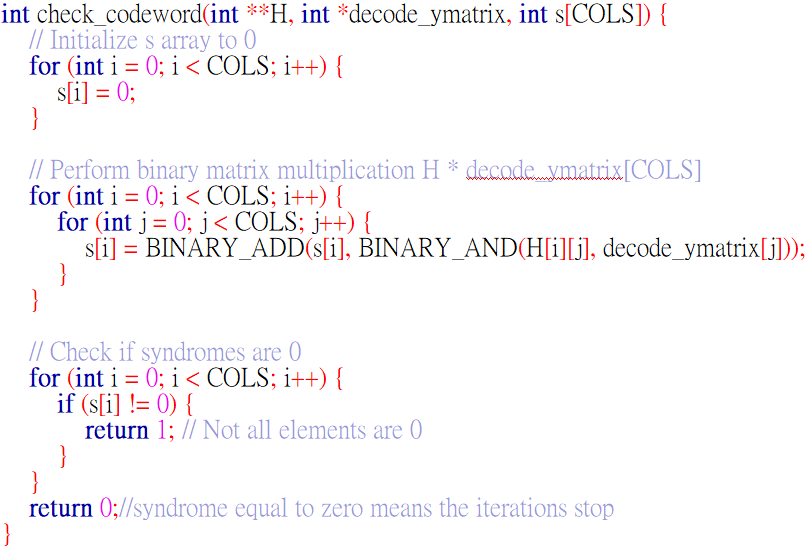 int check_codeword(int **H, int *decode_ymatrix, int s[COLS]) {
    // Initialize s array to 0
    for (int i = 0; i < COLS; i++) {
        s[i] = 0;
    }

    // Perform binary matrix multiplication H * decode_ymatrix[COLS]
    for (int i = 0; i < COLS; i++) {
        for (int j = 0; j < COLS; j++) {
            s[i] = BINARY_ADD(s[i], BINARY_AND(H[i][j], decode_ymatrix[j]));
        }
    }

    // Check if syndromes are 0
    for (int i = 0; i < COLS; i++) {
        if (s[i] != 0) {
            return 1; // Not all elements are 0
        }
    }
    return 0;//syndrome equal to zero means the iterations stop
}